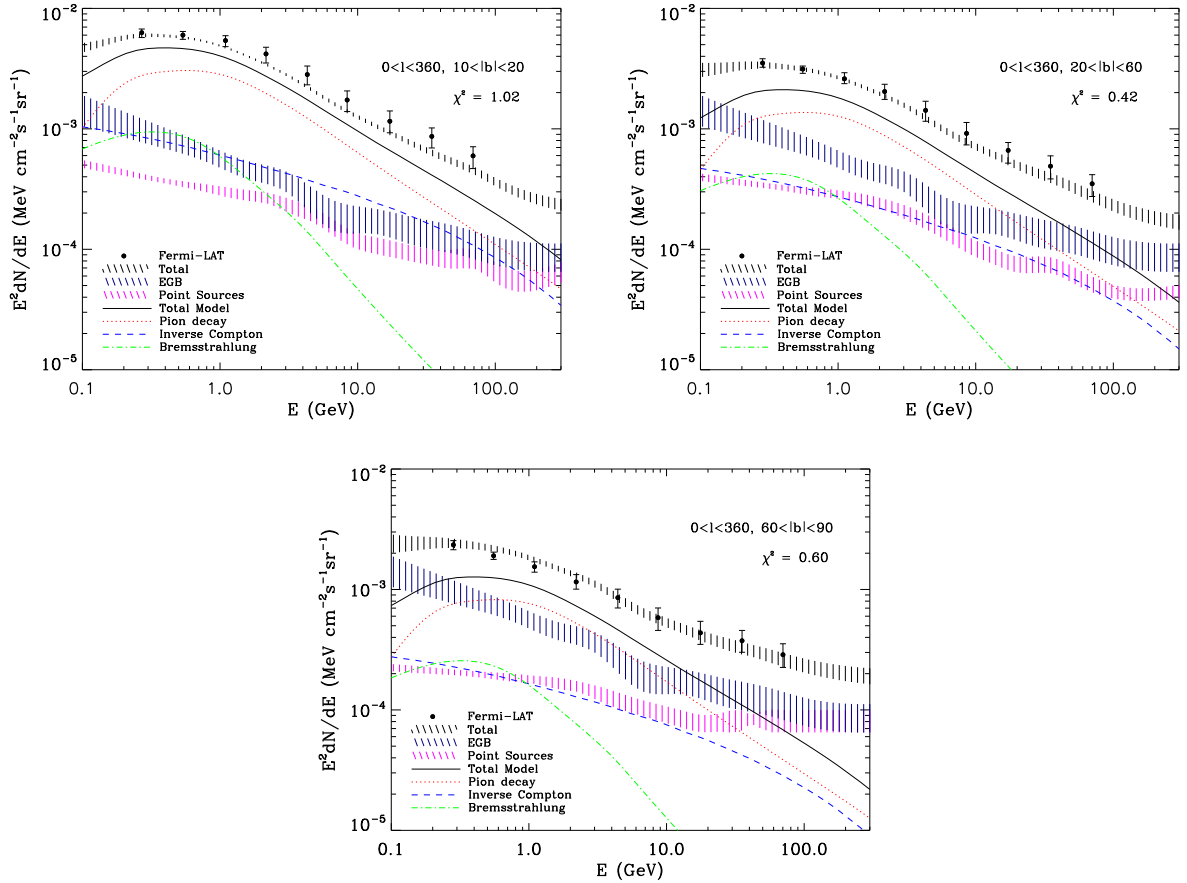 10⁻²
10⁻³
10⁻⁴
10⁻⁵
E²dN/dE (MeV cm⁻²s⁻¹sr⁻¹)
0<l<360, 10<|b|<20
χ² = 1.02
Fermi-LAT
Total
EGB
Point Sources
Total Model
Pion decay
Inverse Compton
Bremsstrahlung
0.1 1.0 10.0 100.0
E (GeV)
10⁻²
10⁻³
10⁻⁴
10⁻⁵
E²dN/dE (MeV cm⁻²s⁻¹sr⁻¹)
0<l<360, 20<|b|<60
χ² = 0.42
Fermi-LAT
Total
EGB
Point Sources
Total Model
Pion decay
Inverse Compton
Bremsstrahlung
0.1 1.0 10.0 100.0
E (GeV)
10⁻²
10⁻³
10⁻⁴
10⁻⁵
E²dN/dE (MeV cm⁻²s⁻¹sr⁻¹)
0<l<360, 60<|b|<90
χ² = 0.60
Fermi-LAT
Total
EGB
Point Sources
Total Model
Pion decay
Inverse Compton
Bremsstrahlung
0.1 1.0 10.0 100.0
E (GeV)